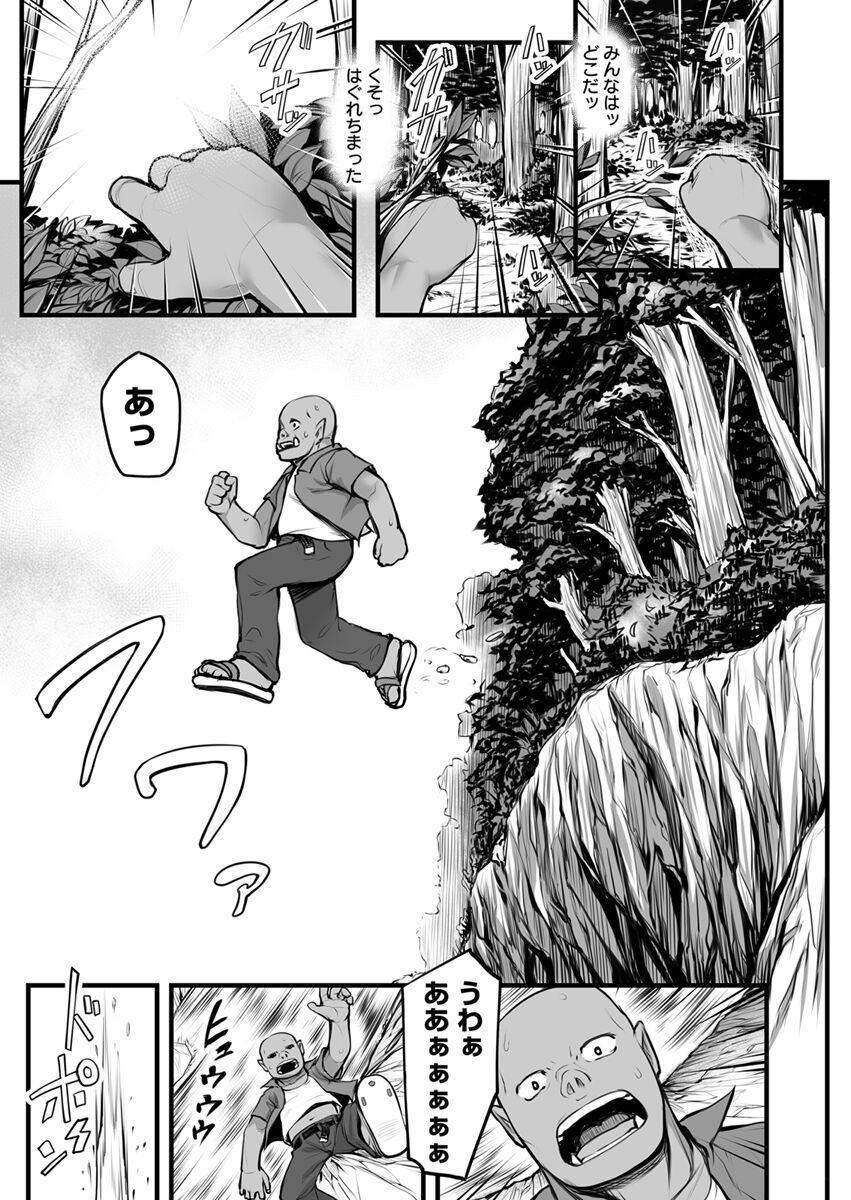 みんなはッ
どこだッ
ハッ
ハッ
ハッ
ガサッ
くそっ
はぐれちまった
ハッ
ガサッ
あっ
フ
ワ
ァ
うわぁ
ああぁぁぁぁぁ
ヒュウウウ
ドボン